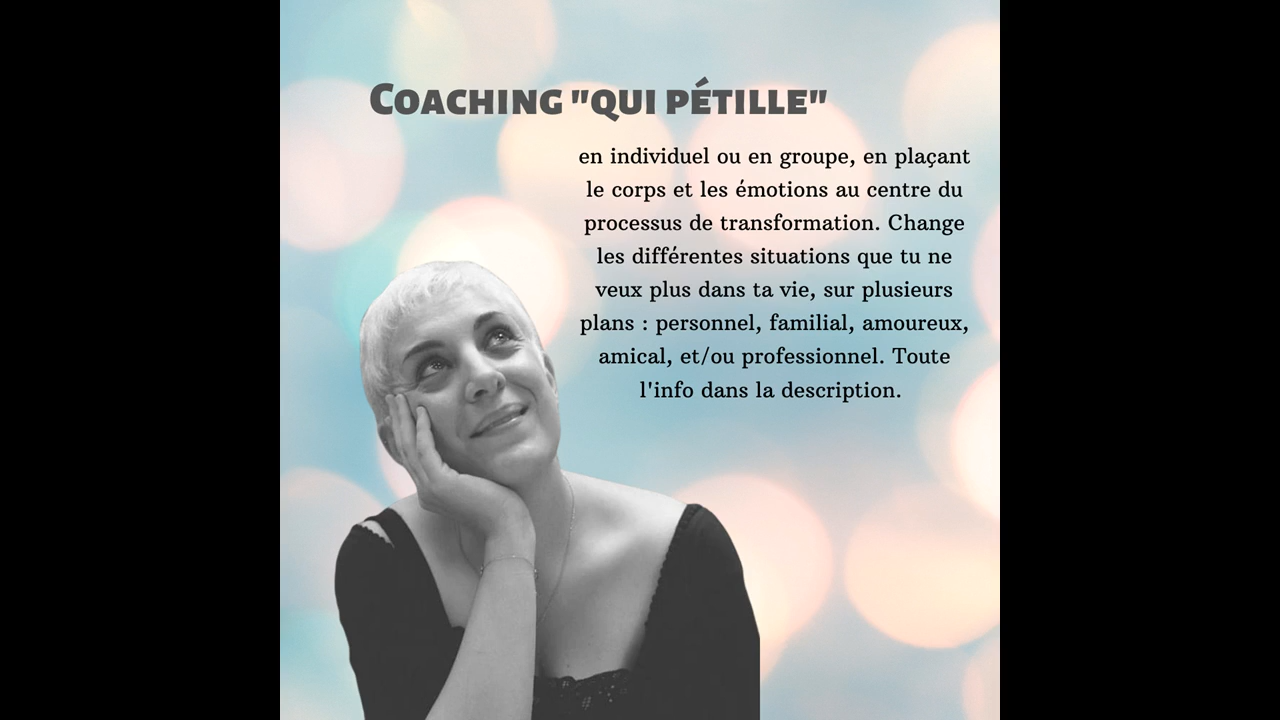 Coaching "qui pétille"
en individuel ou en groupe, en plaçant
le corps et les émotions au centre du
processus de transformation. Change
les différentes situations que tu ne
veux plus dans ta vie, sur plusieurs
plans : personnel, familial, amoureux,
amical, et/ou professionnel. Toute
l'info dans la description.